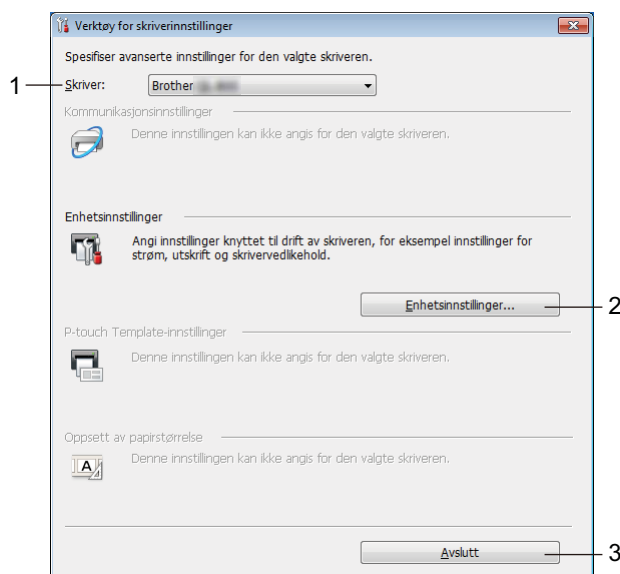 Verktøy for skriverinnstillinger
Spesifiser avanserte innstillinger for den valgte skriveren.
1
Skriver: Brother
Kommunikasjonsinnstillinger
Denne innstillingen kan ikke angis for den valgte skriveren.
Enhetsinnstillinger
Angi innstillinger knyttet til drift av skriveren, for eksempel innstillinger for
strøm, utskrift og skrivervedlikehold.
Enhetsinnstillinger...
2
P-touch Template-innstillinger
Denne innstillingen kan ikke angis for den valgte skriveren.
Oppsett av papirstørrelse
Denne innstillingen kan ikke angis for den valgte skriveren.
A
Avslutt
3